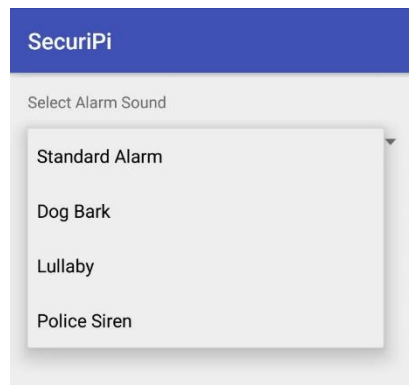 SecuriPi
Select Alarm Sound
Standard Alarm
Dog Bark
Lullaby
Police Siren